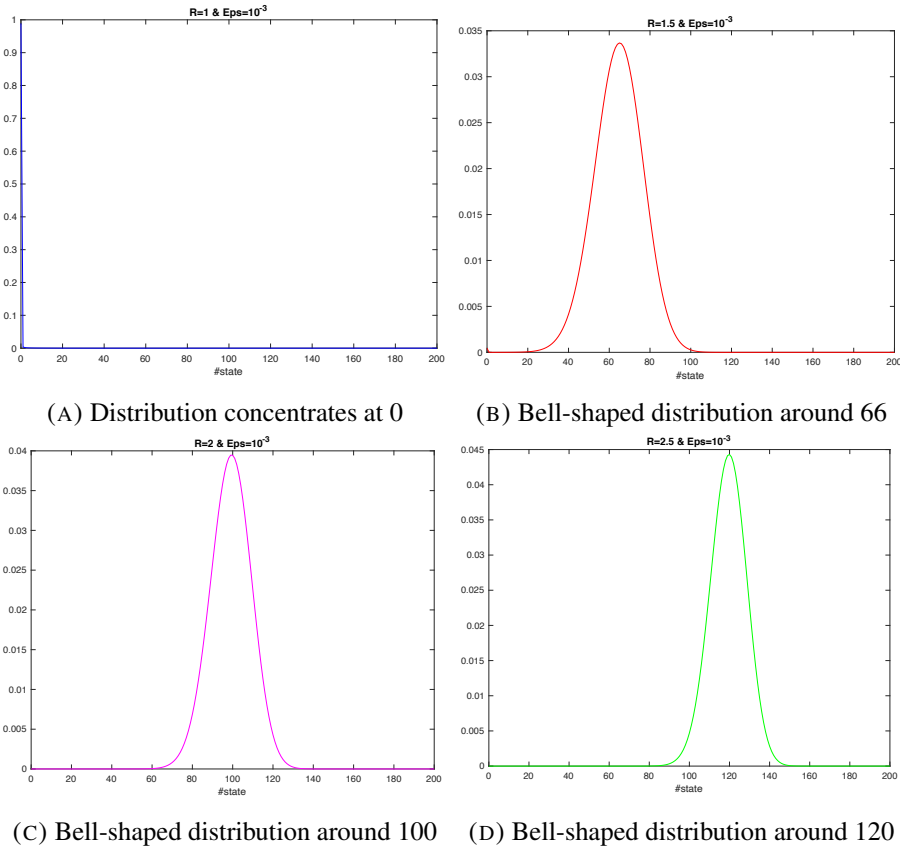 R=1 & Eps=10^-3
1
0.9
0.8
0.7
0.6
0.5
0.4
0.3
0.2
0.1
0
0 20 40 60 80 100 120 140 160 180 200
#state
(A) Distribution concentrates at 0
R=1.5 & Eps=10^-3
0.035
0.03
0.025
0.02
0.015
0.01
0.005
0
0 20 40 60 80 100 120 140 160 180 200
#state
(B) Bell-shaped distribution around 66
R=2 & Eps=10^-3
0.04
0.035
0.03
0.025
0.02
0.015
0.01
0.005
0
0 20 40 60 80 100 120 140 160 180 200
#state
(C) Bell-shaped distribution around 100
R=2.5 & Eps=10^-3
0.045
0.04
0.035
0.03
0.025
0.02
0.015
0.01
0.005
0
0 20 40 60 80 100 120 140 160 180 200
#state
(D) Bell-shaped distribution around 120